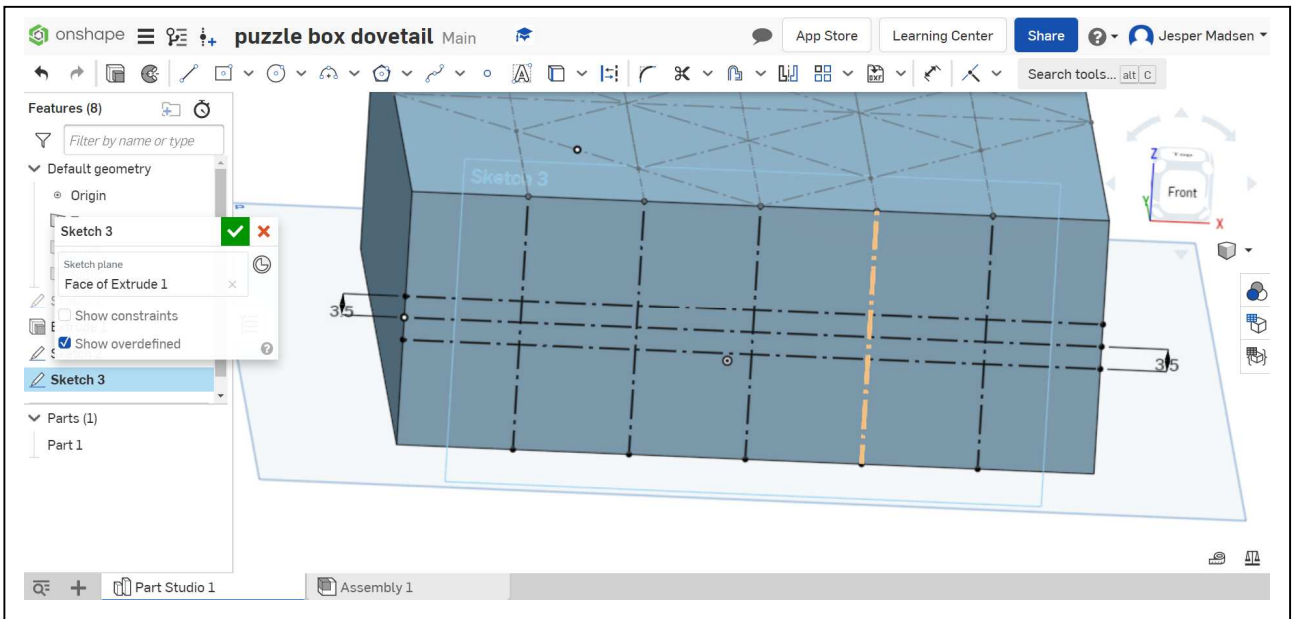 onshape puzzle box dovetail Main App Store Learning Center Share Jesper Madsen
Search tools... alt C
Features (8)
Filter by name or type
Default geometry
Origin
Sketch 3
Sketch plane
Face of Extrude 1
Show constraints
Show overdefined
Sketch 3
Parts (1)
Part 1
Sketch 3
3.5
3.5
Z
Front
Y
X
Part Studio 1 Assembly 1